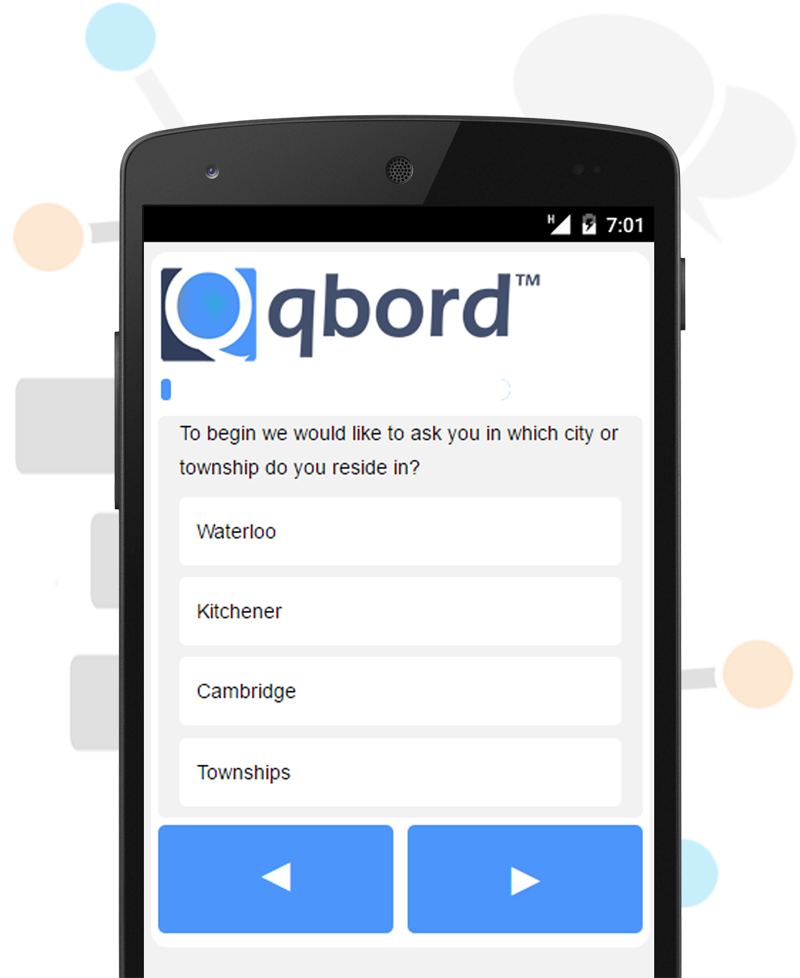 H 7:01
qbord™
To begin we would like to ask you in which city or
township do you reside in?
Waterloo
Kitchener
Cambridge
Townships